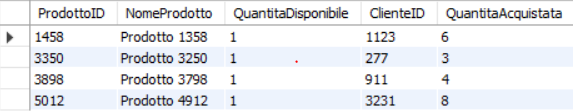 ProdottoID NomeProdotto QuantitaDisponibile ClienteID QuantitaAcquistata
1458 Prodotto 1358 1 1123 6
3350 Prodotto 3250 1 277 3
3898 Prodotto 3798 1 911 4
5012 Prodotto 4912 1 3231 8